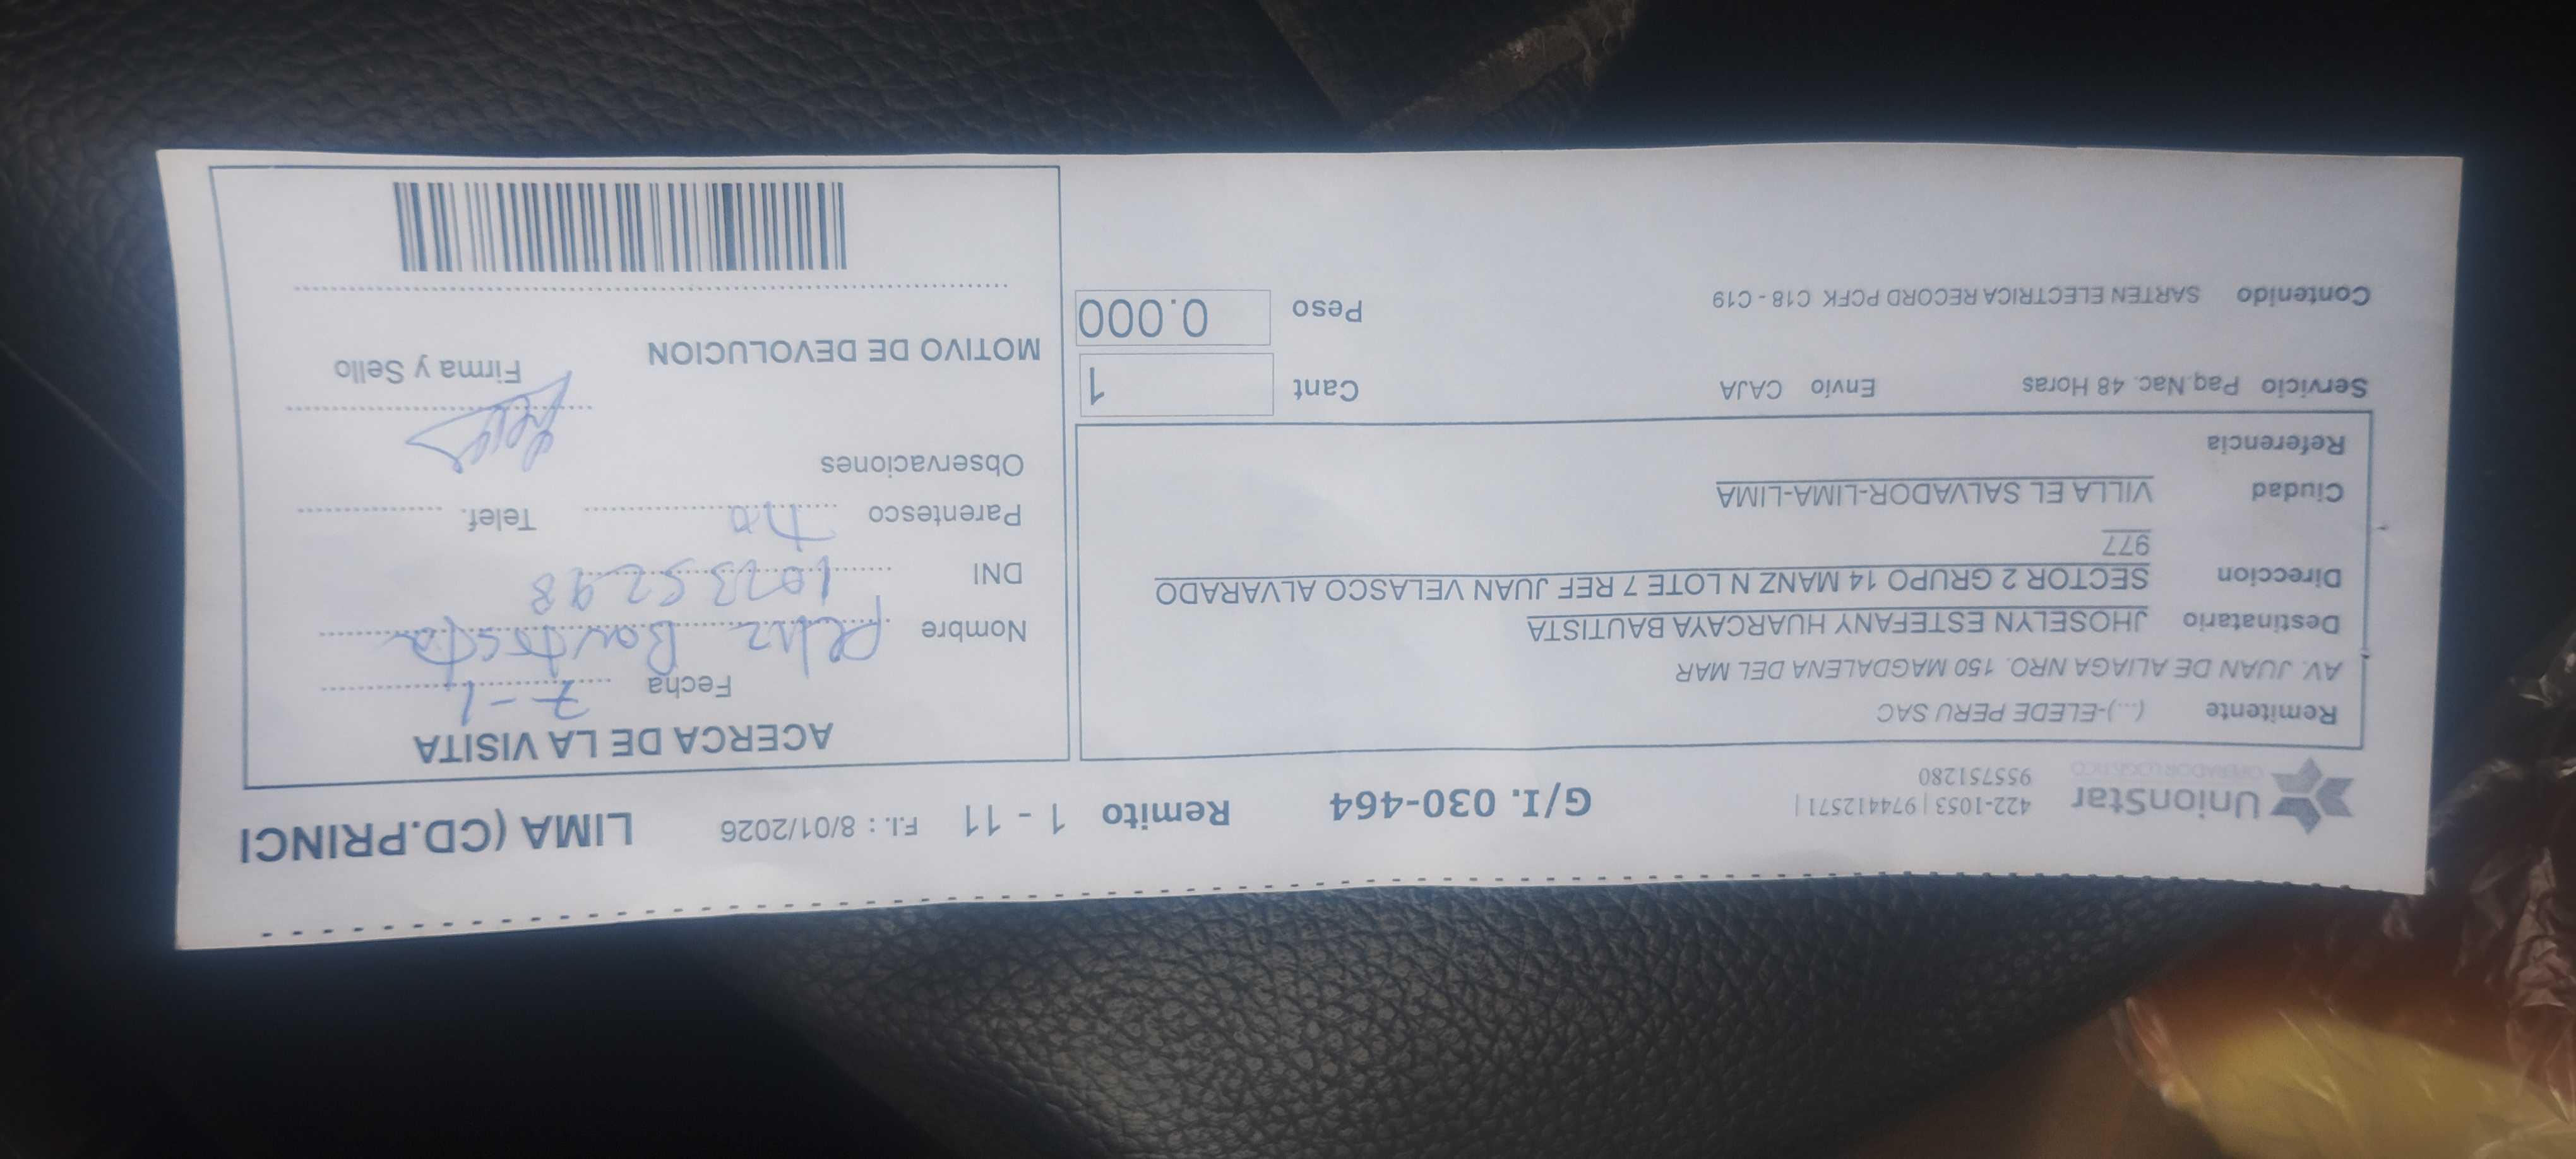 UnionStar
OPERADOR LOGISTICO
422-1053 | 974412571 |
955751280
G/I. 030-464
Remito 1 - 11
F.I. : 8/01/2026
LIMA (CD.PRINCI
Remitente (...)-ELEDE PERU SAC
AV. JUAN DE ALIAGA NRO. 150 MAGDALENA DEL MAR
Destinatario JHOSELYN ESTEFANY HUARCAYA BAUTISTA
Direccion SECTOR 2 GRUPO 14 MANZ N LOTE 7 REF JUAN VELASCO ALVARADO
977
Ciudad VILLA EL SALVADOR-LIMA-LIMA
Referencia
Servicio Paq.Nac. 48 Horas Envio CAJA
Cant 1
Contenido SARTEN ELECTRICA RECORD PCFK C18 - C19
Peso 0.000
ACERCA DE LA VISITA
Fecha 7-1
Nombre Bautista
DNI
Parentesco Telef.
Observaciones
Firma y Sello
MOTIVO DE DEVOLUCION